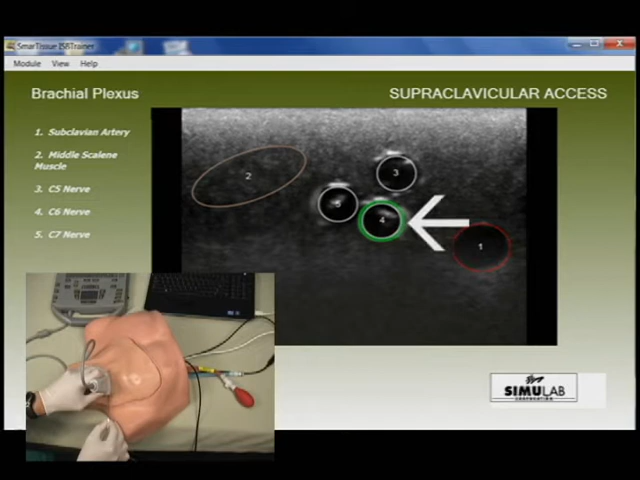 SmarTissue ISBTrainer
Module View Help
Brachial Plexus
SUPRACLAVICULAR ACCESS
1. Subclavian Artery
2. Middle Scalene
Muscle
3. C5 Nerve
4. C6 Nerve
5. C7 Nerve
2
3
5
4
1
SIMULAB
CORPORATION